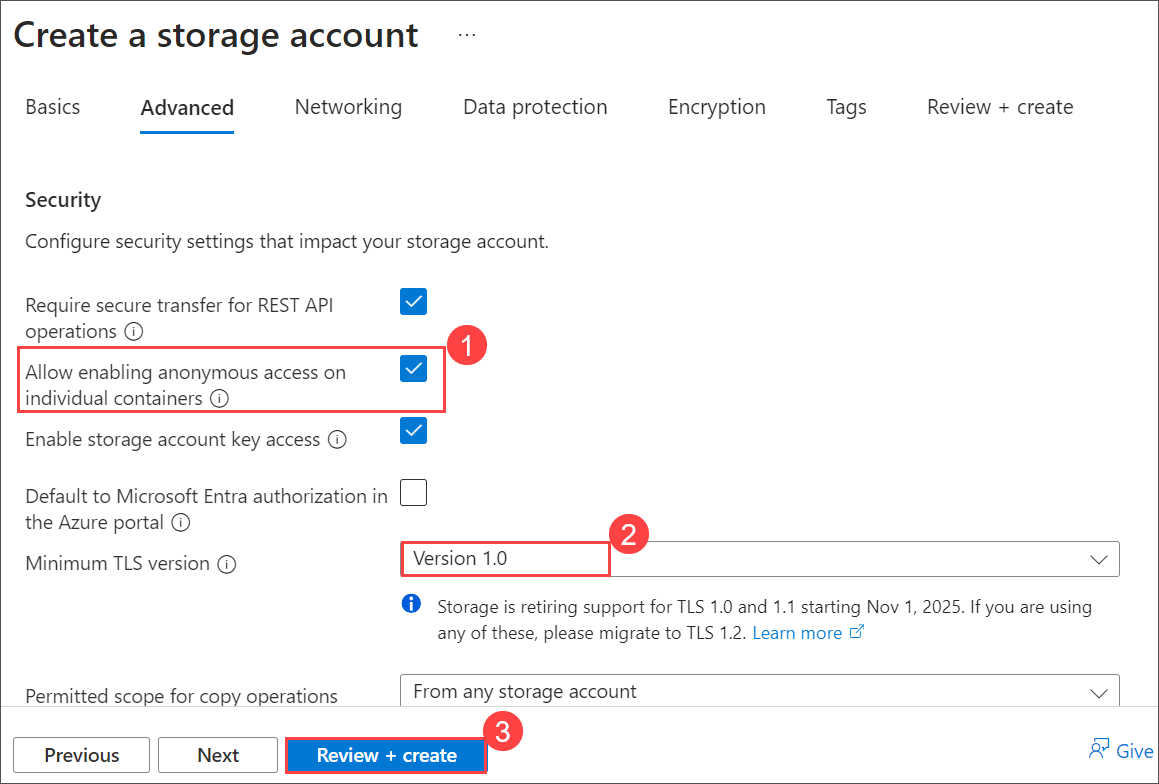 Create a storage account ...
Basics Advanced Networking Data protection Encryption Tags Review + create
Security
Configure security settings that impact your storage account.
Require secure transfer for REST API
operations
1
Allow enabling anonymous access on
individual containers
Enable storage account key access
Default to Microsoft Entra authorization in
the Azure portal
2
Minimum TLS version Version 1.0
Storage is retiring support for TLS 1.0 and 1.1 starting Nov 1, 2025. If you are using
any of these, please migrate to TLS 1.2. Learn more
Permitted scope for copy operations From any storage account
3
Previous Next Review + create Give